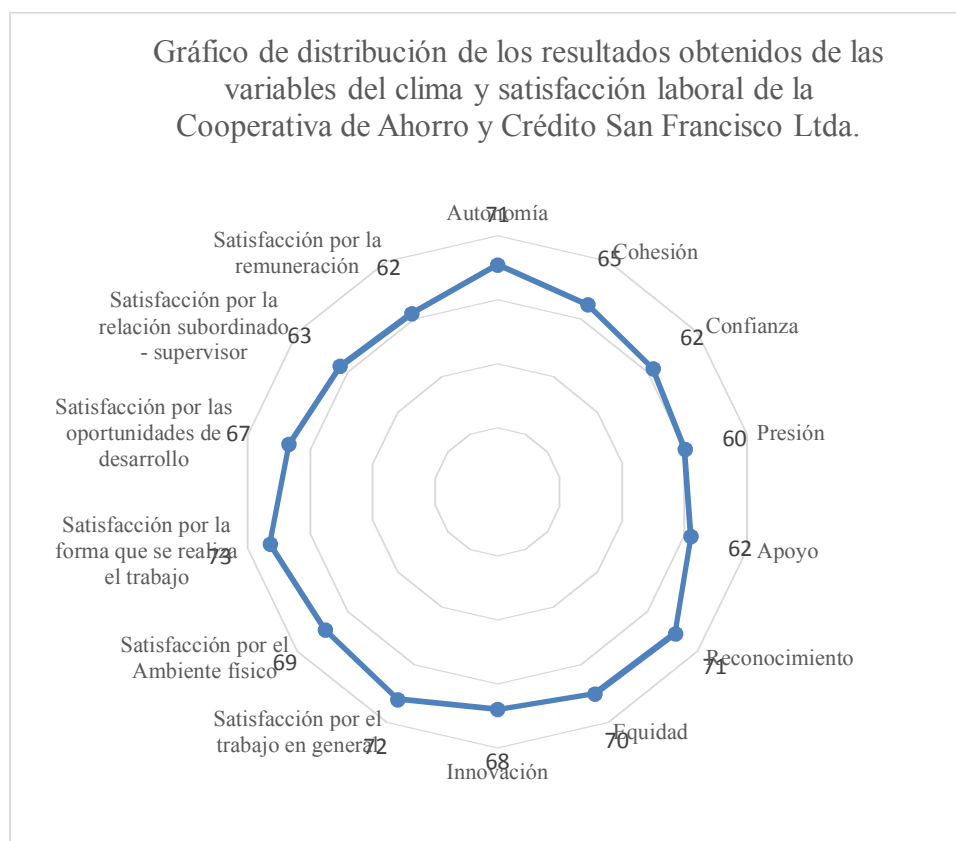 Gráfico de distribución de los resultados obtenidos de las
variables del clima y satisfacción laboral de la
Cooperativa de Ahorro y Crédito San Francisco Ltda.
Autonomía
71
Cohesión
65
Confianza
62
Presión
60
Apoyo
62
Reconocimiento
71
Equidad
70
Innovación
68
Satisfacción por el
trabajo en general
72
Satisfacción por el
Ambiente físico
69
Satisfacción por la
forma que se realiza
el trabajo
73
Satisfacción por las
oportunidades de
desarrollo
67
Satisfacción por la
relación subordinado
- supervisor
63
Satisfacción por la
remuneración
62